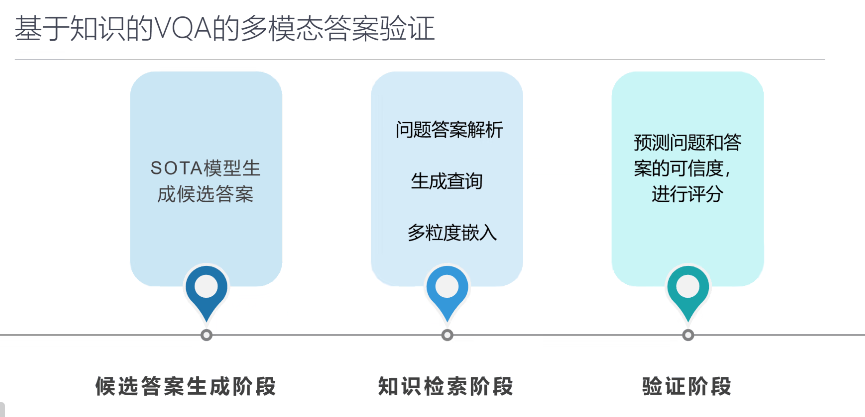 基于知识的VQA的多模态答案验证
SOTA模型生
成候选答案
问题答案解析
生成查询
多粒度嵌入
预测问题和答
案的可信度，
进行评分
候选答案生成阶段
知识检索阶段
验证阶段